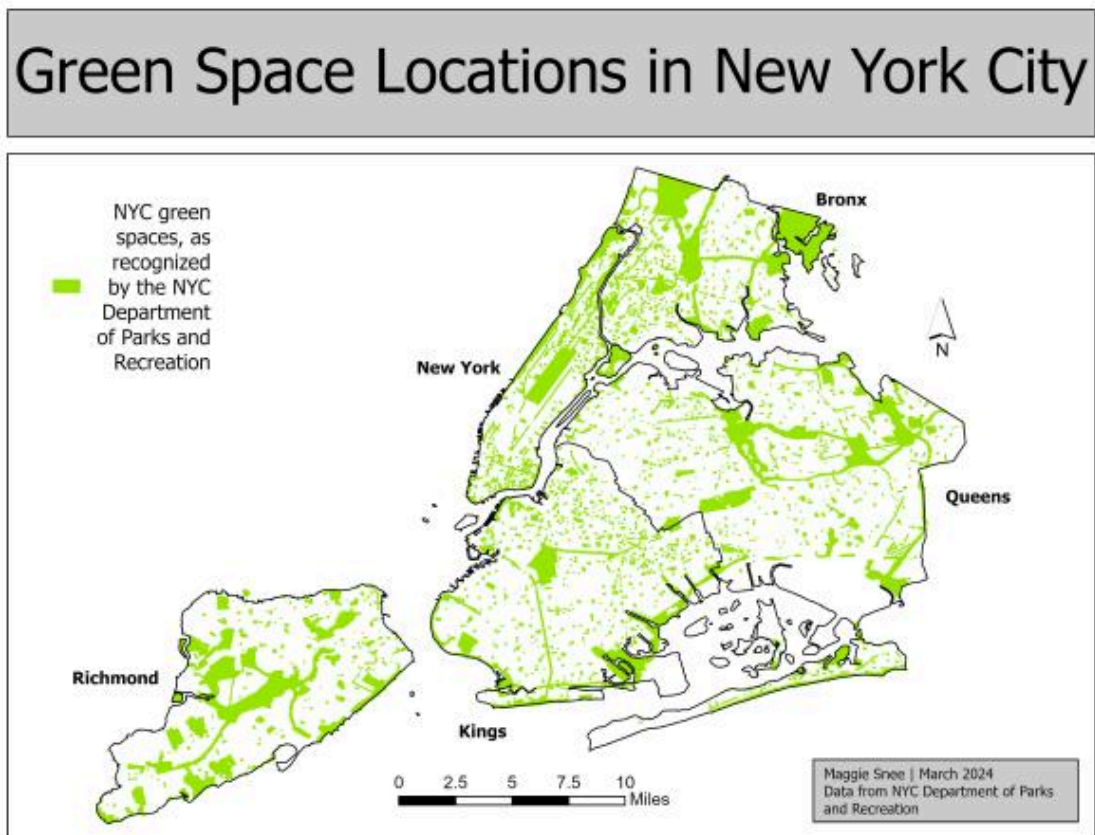 Green Space Locations in New York City
NYC green
spaces, as
recognized
by the NYC
Department
of Parks and
Recreation
Bronx
N
New York
Queens
Richmond
Kings
0 2.5 5 7.5 10
Miles
Maggie Snee | March 2024
Data from NYC Department of Parks
and Recreation